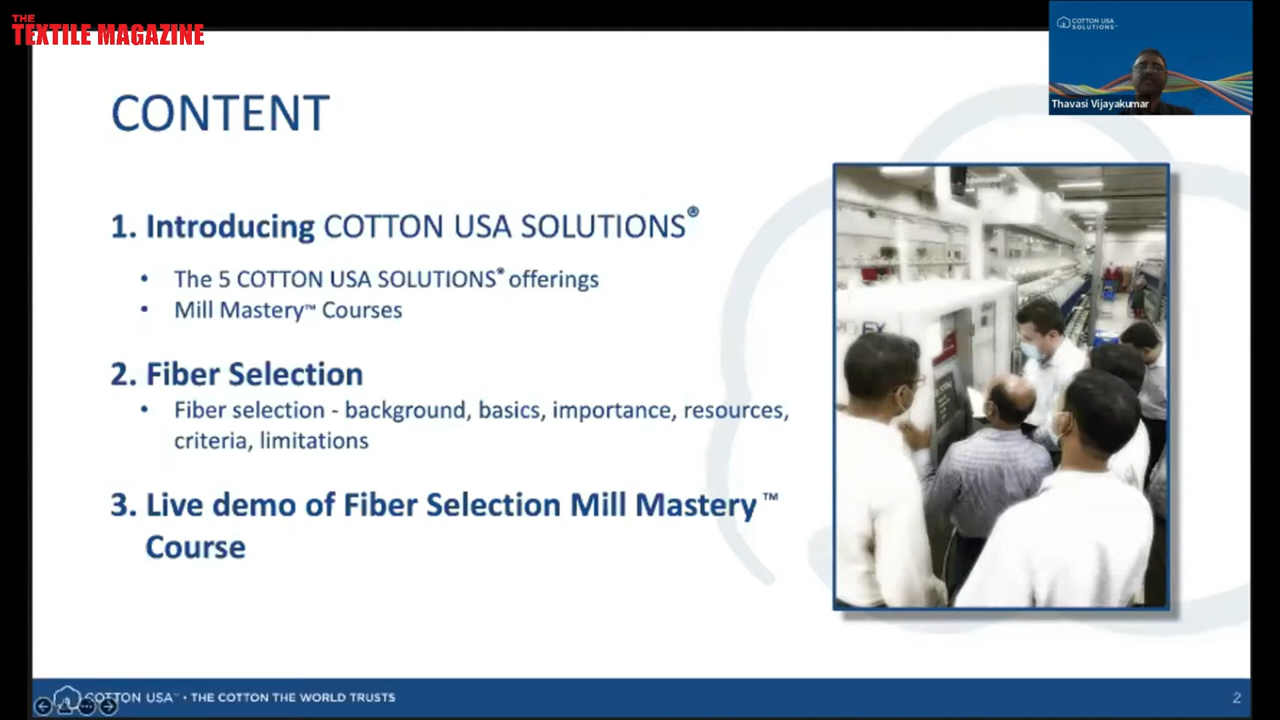 THE
TEXTILE MAGAZINE
COTTON USA
SOLUTIONS™
Thavasi Vijayakumar
CONTENT
1. Introducing COTTON USA SOLUTIONS®
• The 5 COTTON USA SOLUTIONS® offerings
• Mill Mastery™ Courses
2. Fiber Selection
• Fiber selection - background, basics, importance, resources,
criteria, limitations
3. Live demo of Fiber Selection Mill Mastery™
Course
COTTON USA™ • THE COTTON THE WORLD TRUSTS
2